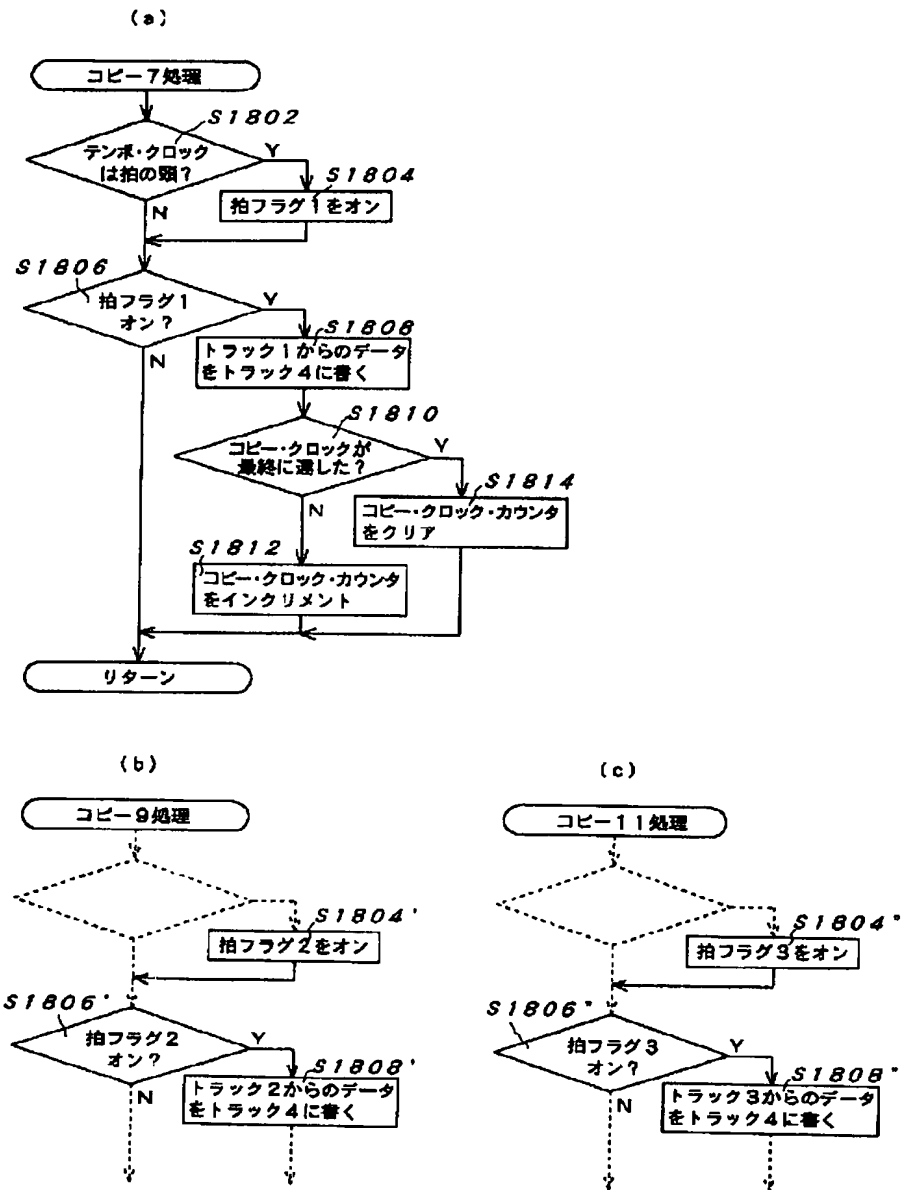 (a)
コピー7処理
S1802
テンポ・クロック
は拍の頭?
Y
S1804
拍フラグ1をオン
N
S1806
拍フラグ1
オン?
Y
S1808
トラック1からのデータ
をトラック4に書く
N
S1810
コピー・クロックが
最終に達した?
Y
S1814
コピー・クロック・カウンタ
をクリア
N
S1812
コピー・クロック・カウンタ
をインクリメント
リターン
(b)
コピー9処理
S1804'
拍フラグ2をオン
S1806'
拍フラグ2
オン?
Y
S1808'
トラック2からのデータ
をトラック4に書く
N
(c)
コピー11処理
S1804"
拍フラグ3をオン
S1806"
拍フラグ3
オン?
Y
S1808"
トラック3からのデータ
をトラック4に書く
N